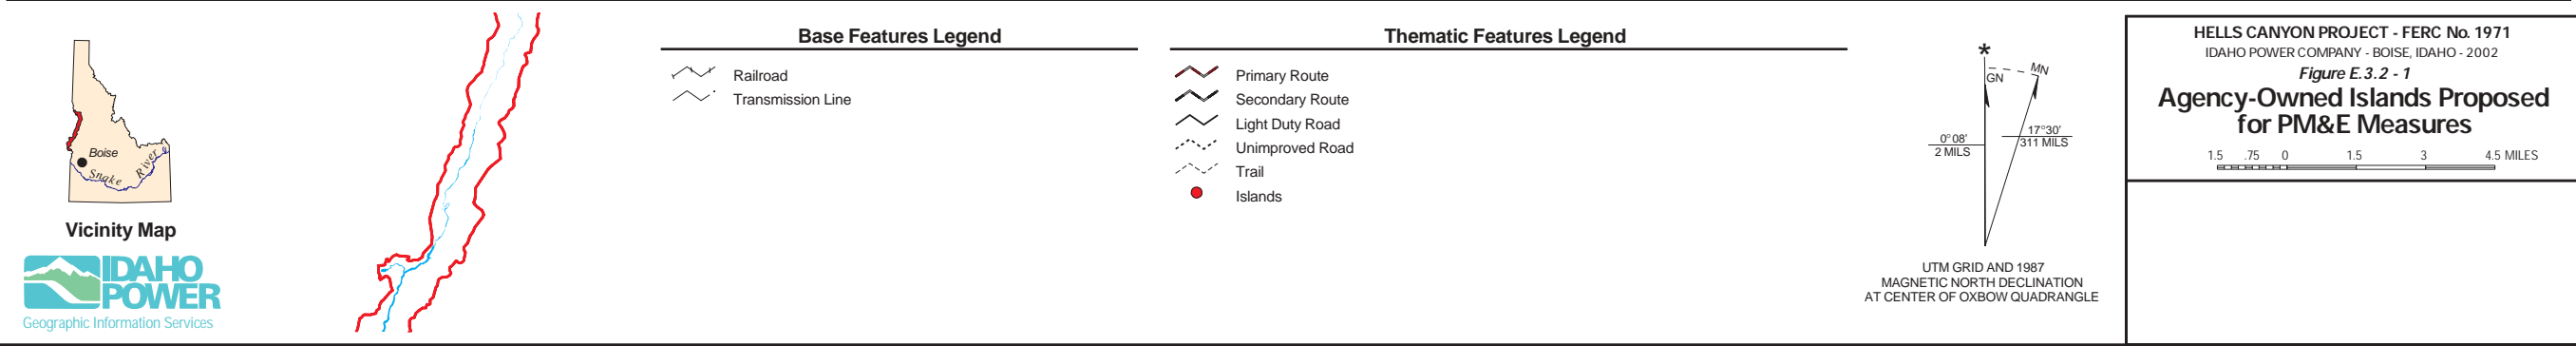 Boise
Snake River
Vicinity Map
IDAHO
POWER
Geographic Information Services
Base Features Legend
Railroad
Transmission Line
Thematic Features Legend
Primary Route
Secondary Route
Light Duty Road
Unimproved Road
Trail
Islands
*
GN
MN
0°08'
2 MILS
17°30'
311 MILS
UTM GRID AND 1987
MAGNETIC NORTH DECLINATION
AT CENTER OF OXBOW QUADRANGLE
HELLS CANYON PROJECT - FERC No. 1971
IDAHO POWER COMPANY - BOISE, IDAHO - 2002
Figure E.3.2 - 1
Agency-Owned Islands Proposed
for PM&E Measures
1.5 .75 0 1.5 3 4.5 MILES